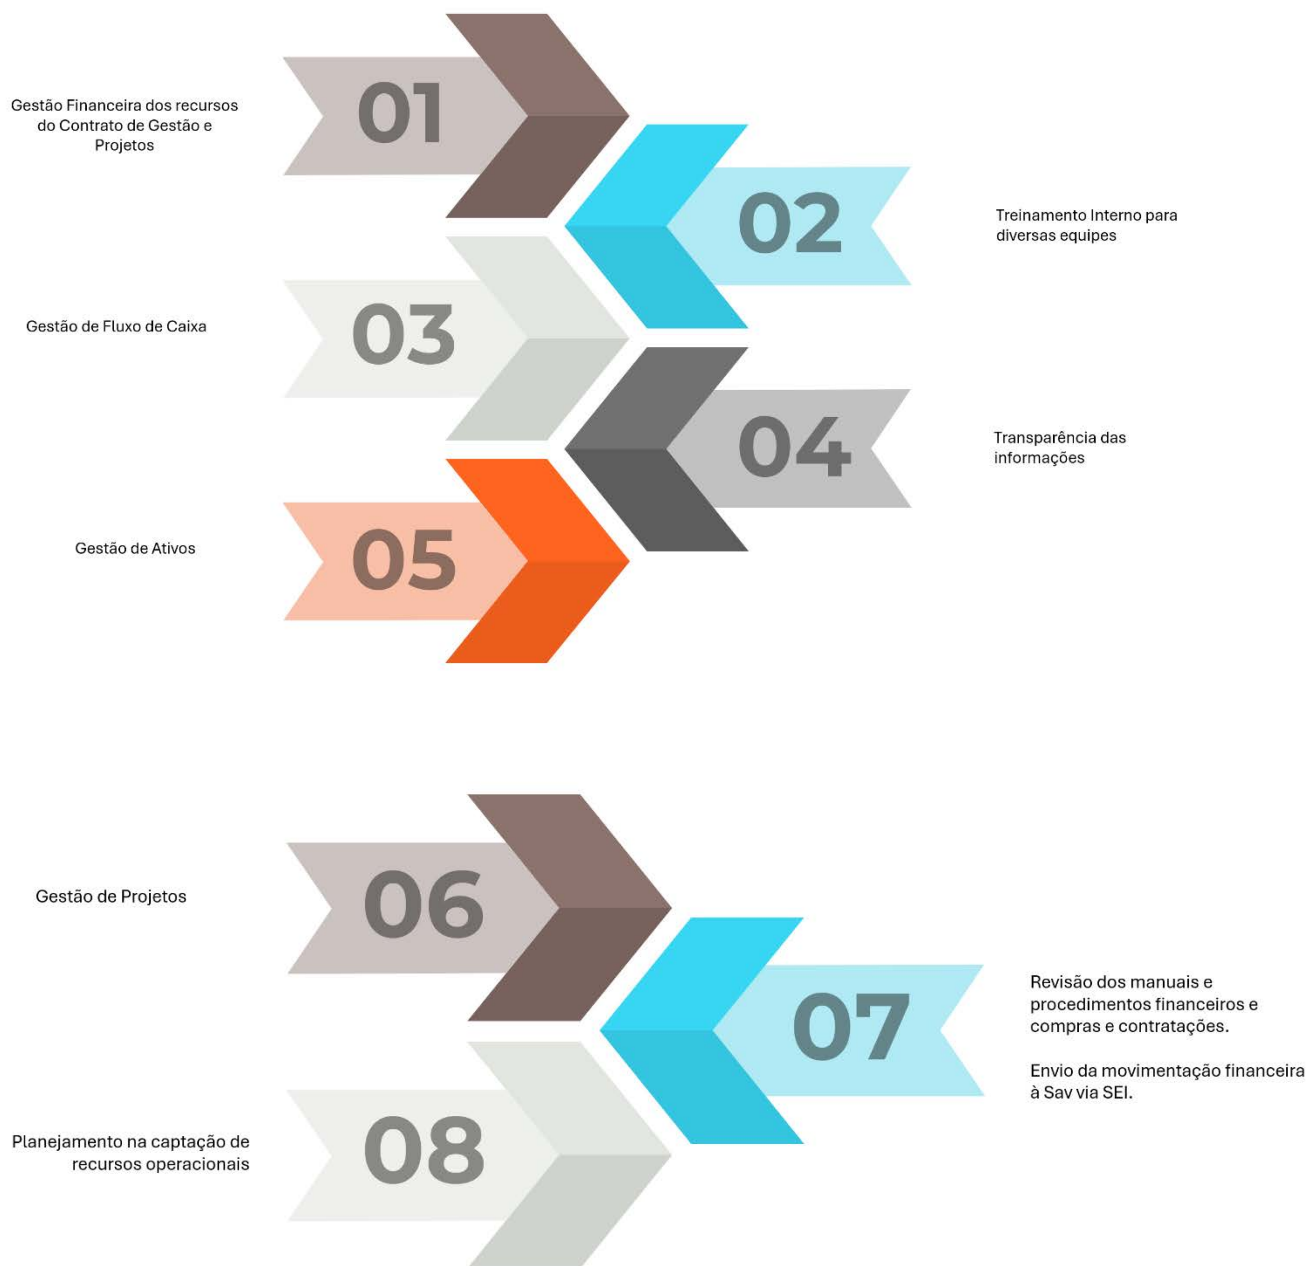 Gestão Financeira dos recursos
do Contrato de Gestão e
Projetos
01
02
Treinamento Interno para
diversas equipes
Gestão de Fluxo de Caixa
03
04
Transparência das
informações
Gestão de Ativos
05
Gestão de Projetos
06
07
Revisão dos manuais e
procedimentos financeiros e
compras e contratações.
Envio da movimentação financeira
à Sav via SEI.
Planejamento na captação de
recursos operacionais
08